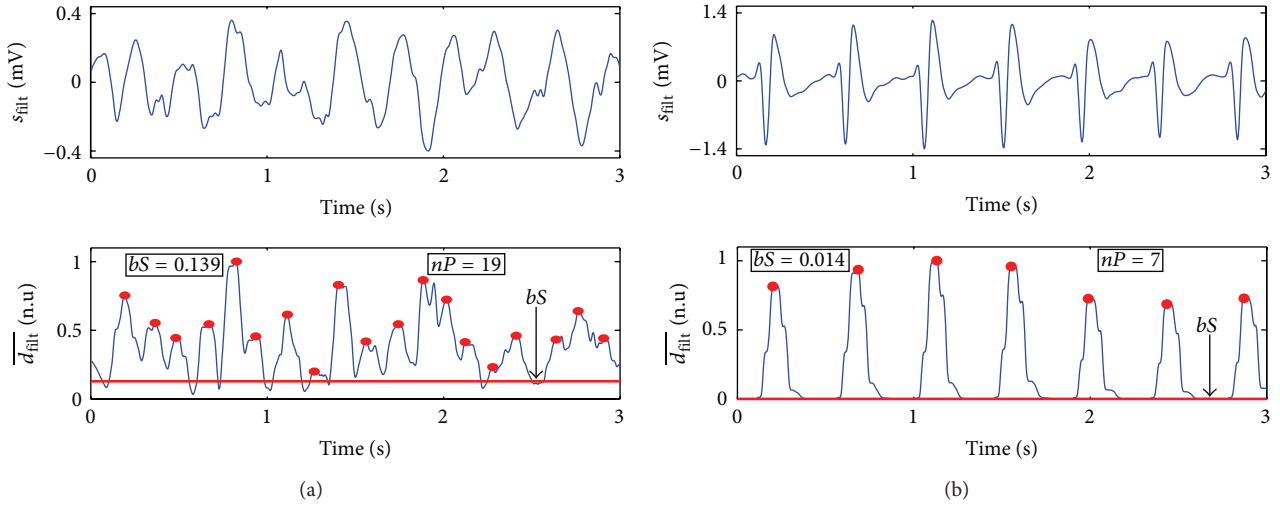 0.4
0
−0.4
s_filt (mV)
0 1 2 3
Time (s)
1
0.5
0
d_filt (n.u)
bS = 0.139
nP = 19
bS
0 1 2 3
Time (s)
(a)
1.4
0
−1.4
s_filt (mV)
0 1 2 3
Time (s)
1
0.5
0
d_filt (n.u)
bS = 0.014
nP = 7
bS
0 1 2 3
Time (s)
(b)